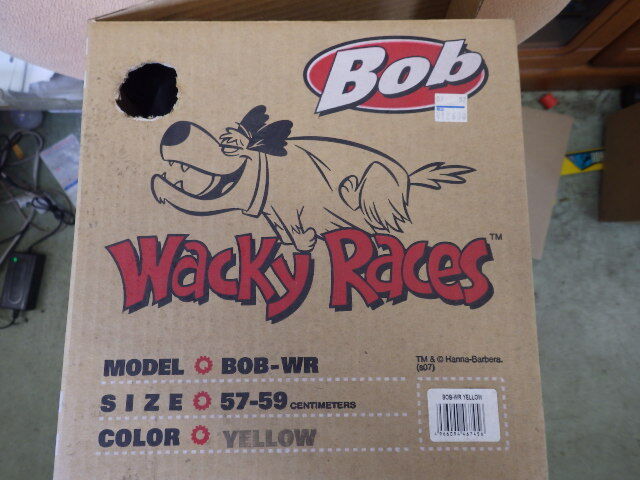 Bob
Wacky Races™
MODEL BOB-WR
SIZE 57-59 CENTIMETERS
COLOR YELLOW
TM & © Hanna-Barbera.
(s07)
BOB-WR YELLOW